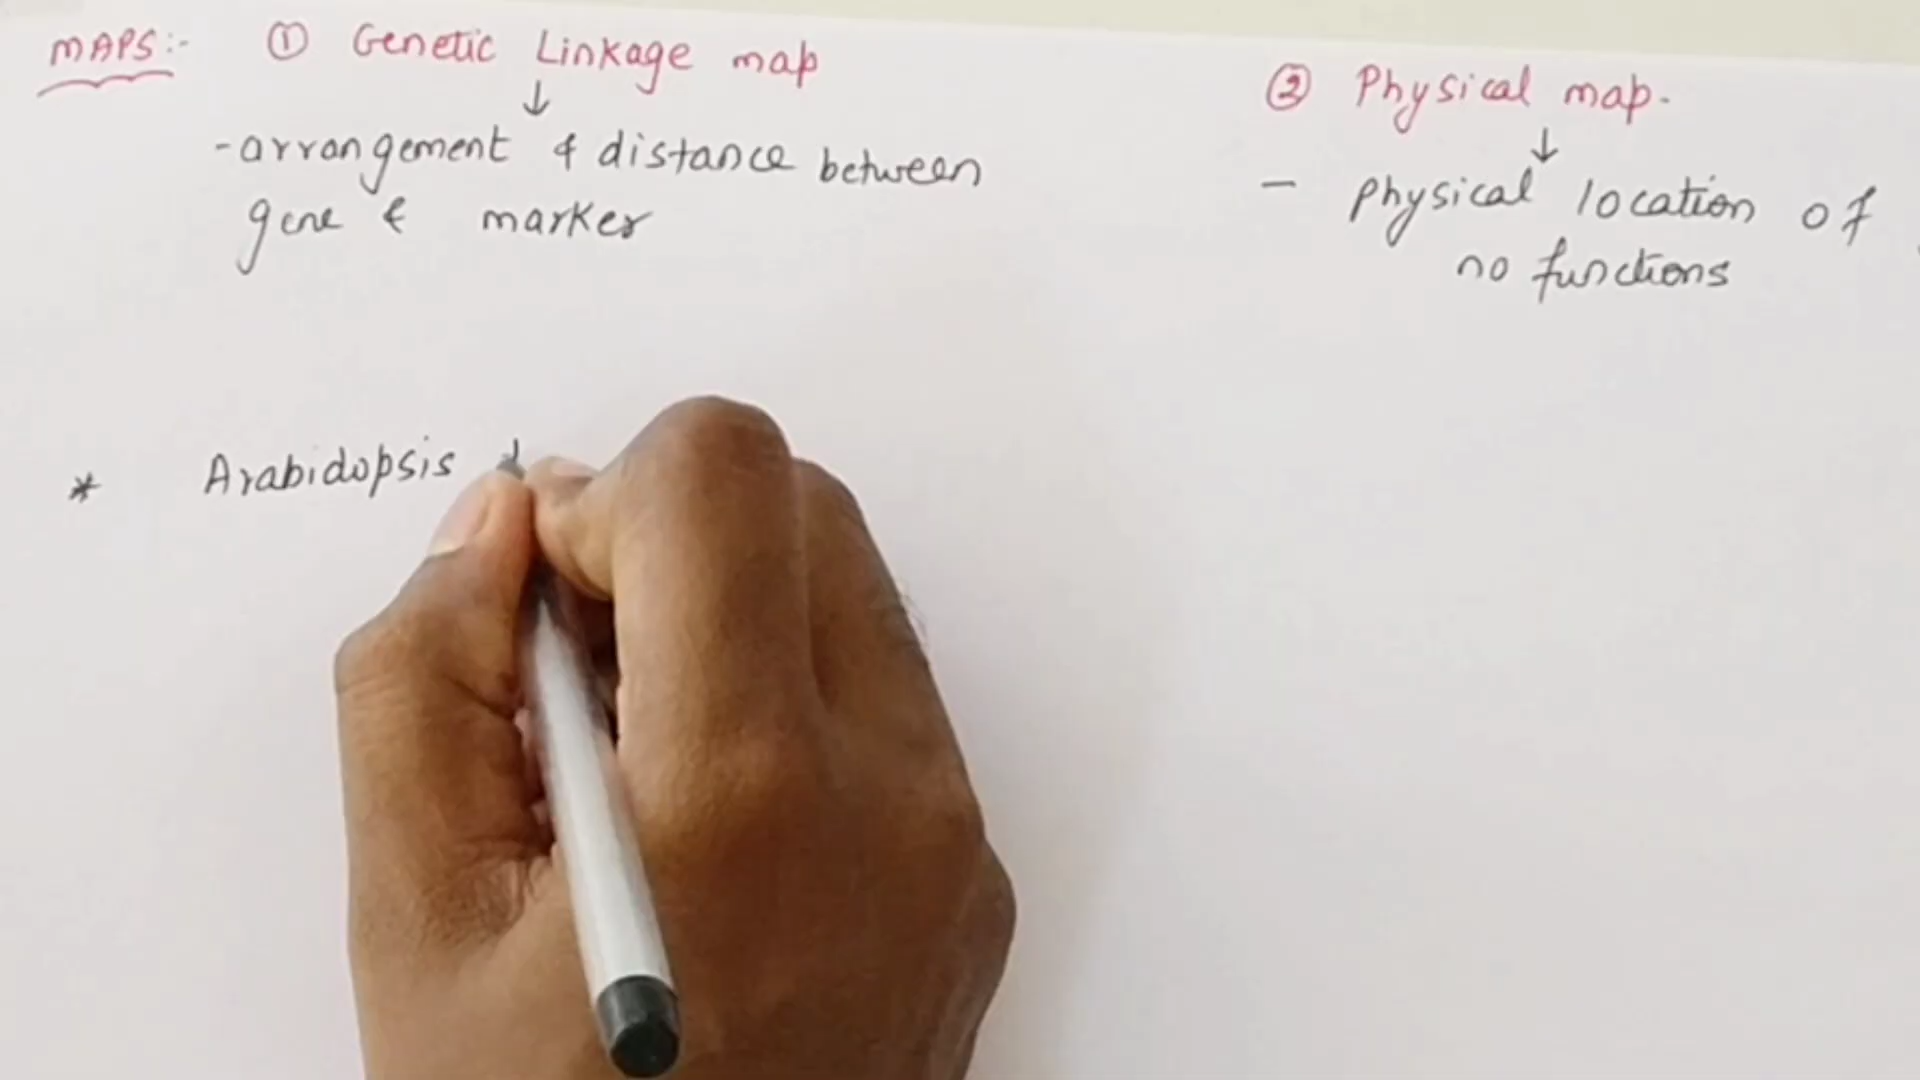 MAPS:- ① Genetic Linkage map
↓
- arrangement & distance between
gene & marker
② Physical map.
↓
- Physical location of
no functions
* Arabidopsis